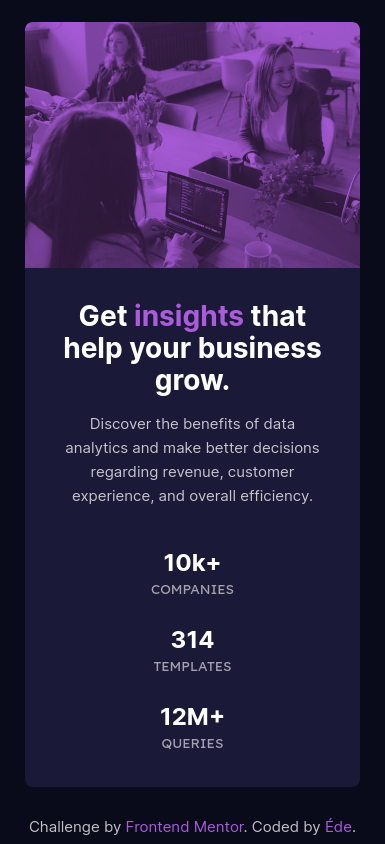 Get insights that
help your business
grow.
Discover the benefits of data
analytics and make better decisions
regarding revenue, customer
experience, and overall efficiency.
10k+
COMPANIES
314
TEMPLATES
12M+
QUERIES
Challenge by Frontend Mentor. Coded by Éde.